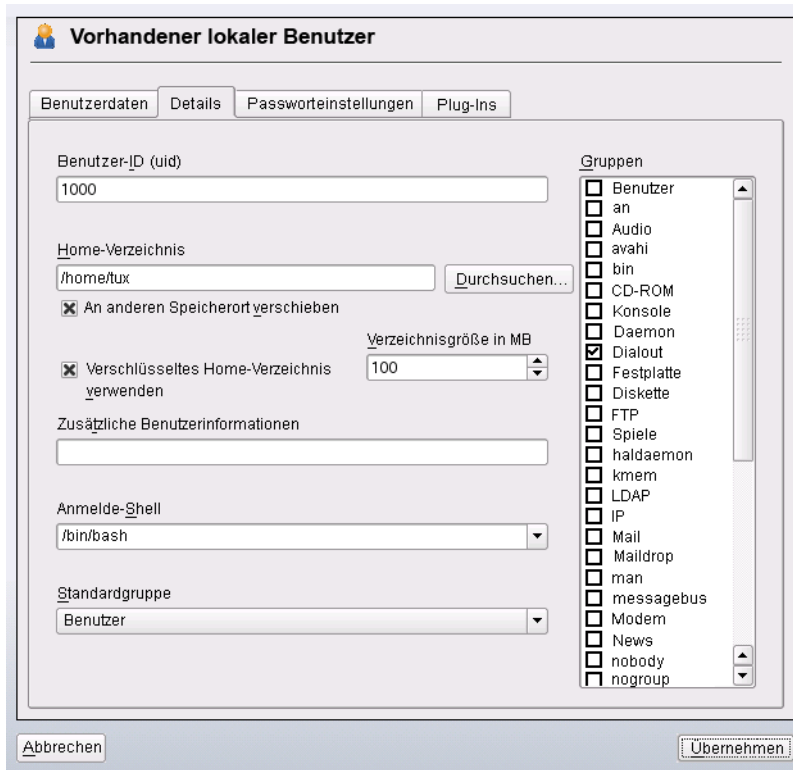 Vorhandener lokaler Benutzer
Benutzerdaten
Details
Passworteinstellungen
Plug-Ins
Benutzer-ID (uid)
1000
Home-Verzeichnis
/home/tux
Durchsuchen...
An anderen Speicherort verschieben
Verzeichnisgröße in MB
Verschlüsseltes Home-Verzeichnis
verwenden
100
Zusätzliche Benutzerinformationen
Anmelde-Shell
/bin/bash
Standardgruppe
Benutzer
Gruppen
Benutzer
an
Audio
avahi
bin
CD-ROM
Konsole
Daemon
Dialout
Festplatte
Diskette
FTP
Spiele
haldaemon
kmem
LDAP
IP
Mail
Maildrop
man
messagebus
Modem
News
nobody
nogroup
Abbrechen
Übernehmen